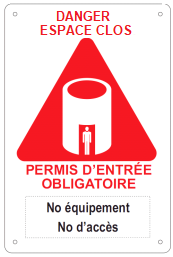 DANGER
ESPACE CLOS
PERMIS D'ENTRÉE
OBLIGATOIRE
No équipement
No d'accès